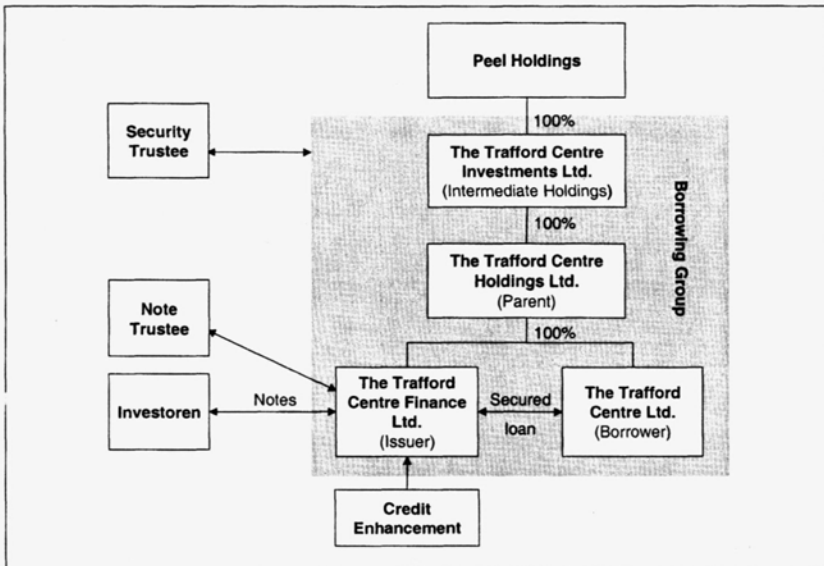 Peel Holdings
100%
Security
Trustee
The Trafford Centre
Investments Ltd.
(Intermediate Holdings)
Borrowing Group
100%
The Trafford Centre
Holdings Ltd.
(Parent)
100%
Note
Trustee
Investoren
Notes
The Trafford
Centre Finance
Ltd.
(Issuer)
Secured
loan
The Trafford
Centre Ltd.
(Borrower)
Credit
Enhancement